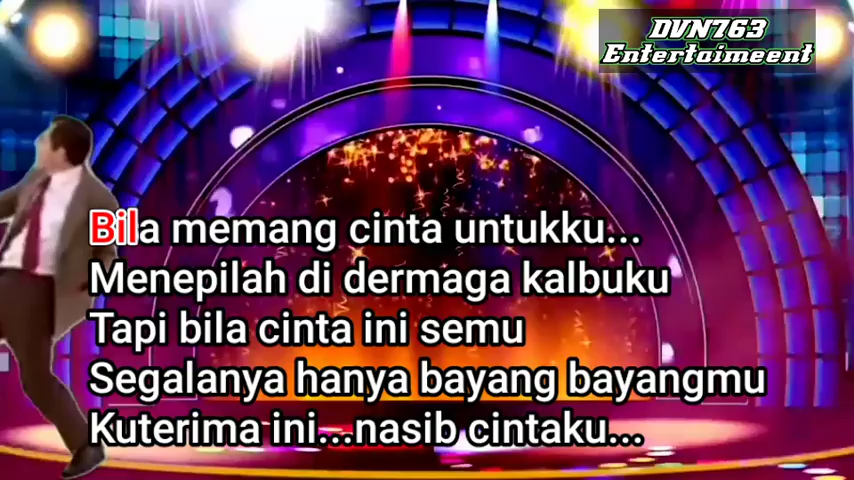 DVN763
Entertaimeent
Bila memang cinta untukku...
Menepilah di dermaga kalbuku
Tapi bila cinta ini semu
Segalanya hanya bayang bayangmu
Kuterima ini...nasib cintaku...